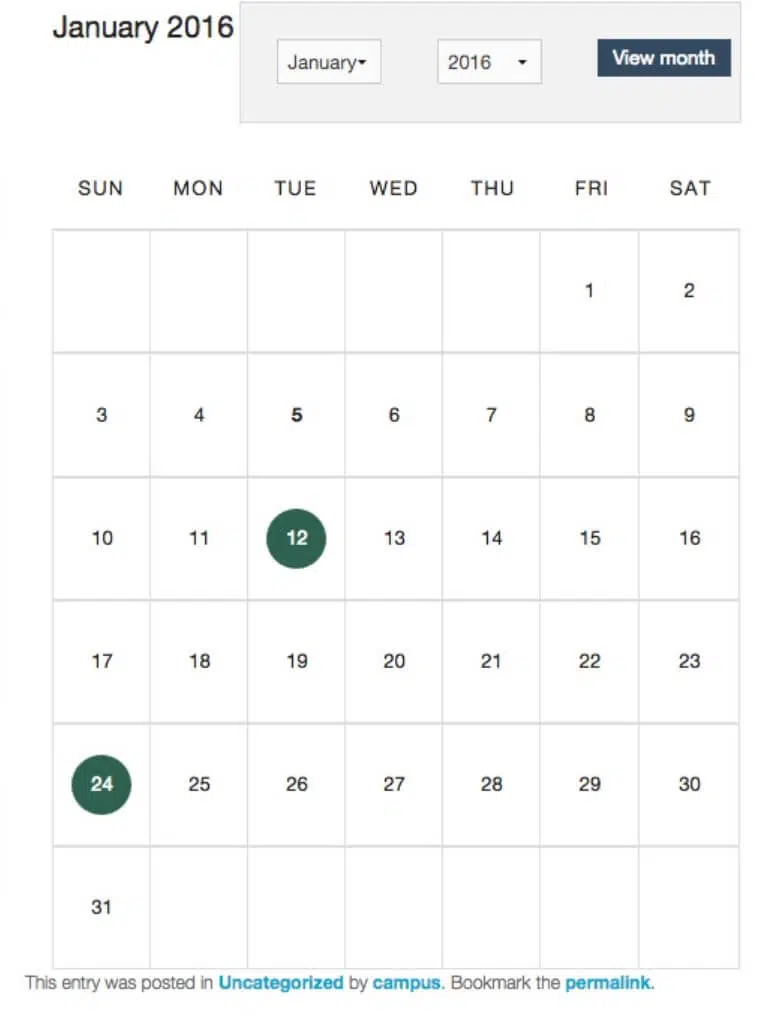 January 2016
January 2016 View month
SUN MON TUE WED THU FRI SAT
1 2
3 4 5 6 7 8 9
10 11 12 13 14 15 16
17 18 19 20 21 22 23
24 25 26 27 28 29 30
31
This entry was posted in Uncategorized by campus. Bookmark the permalink.